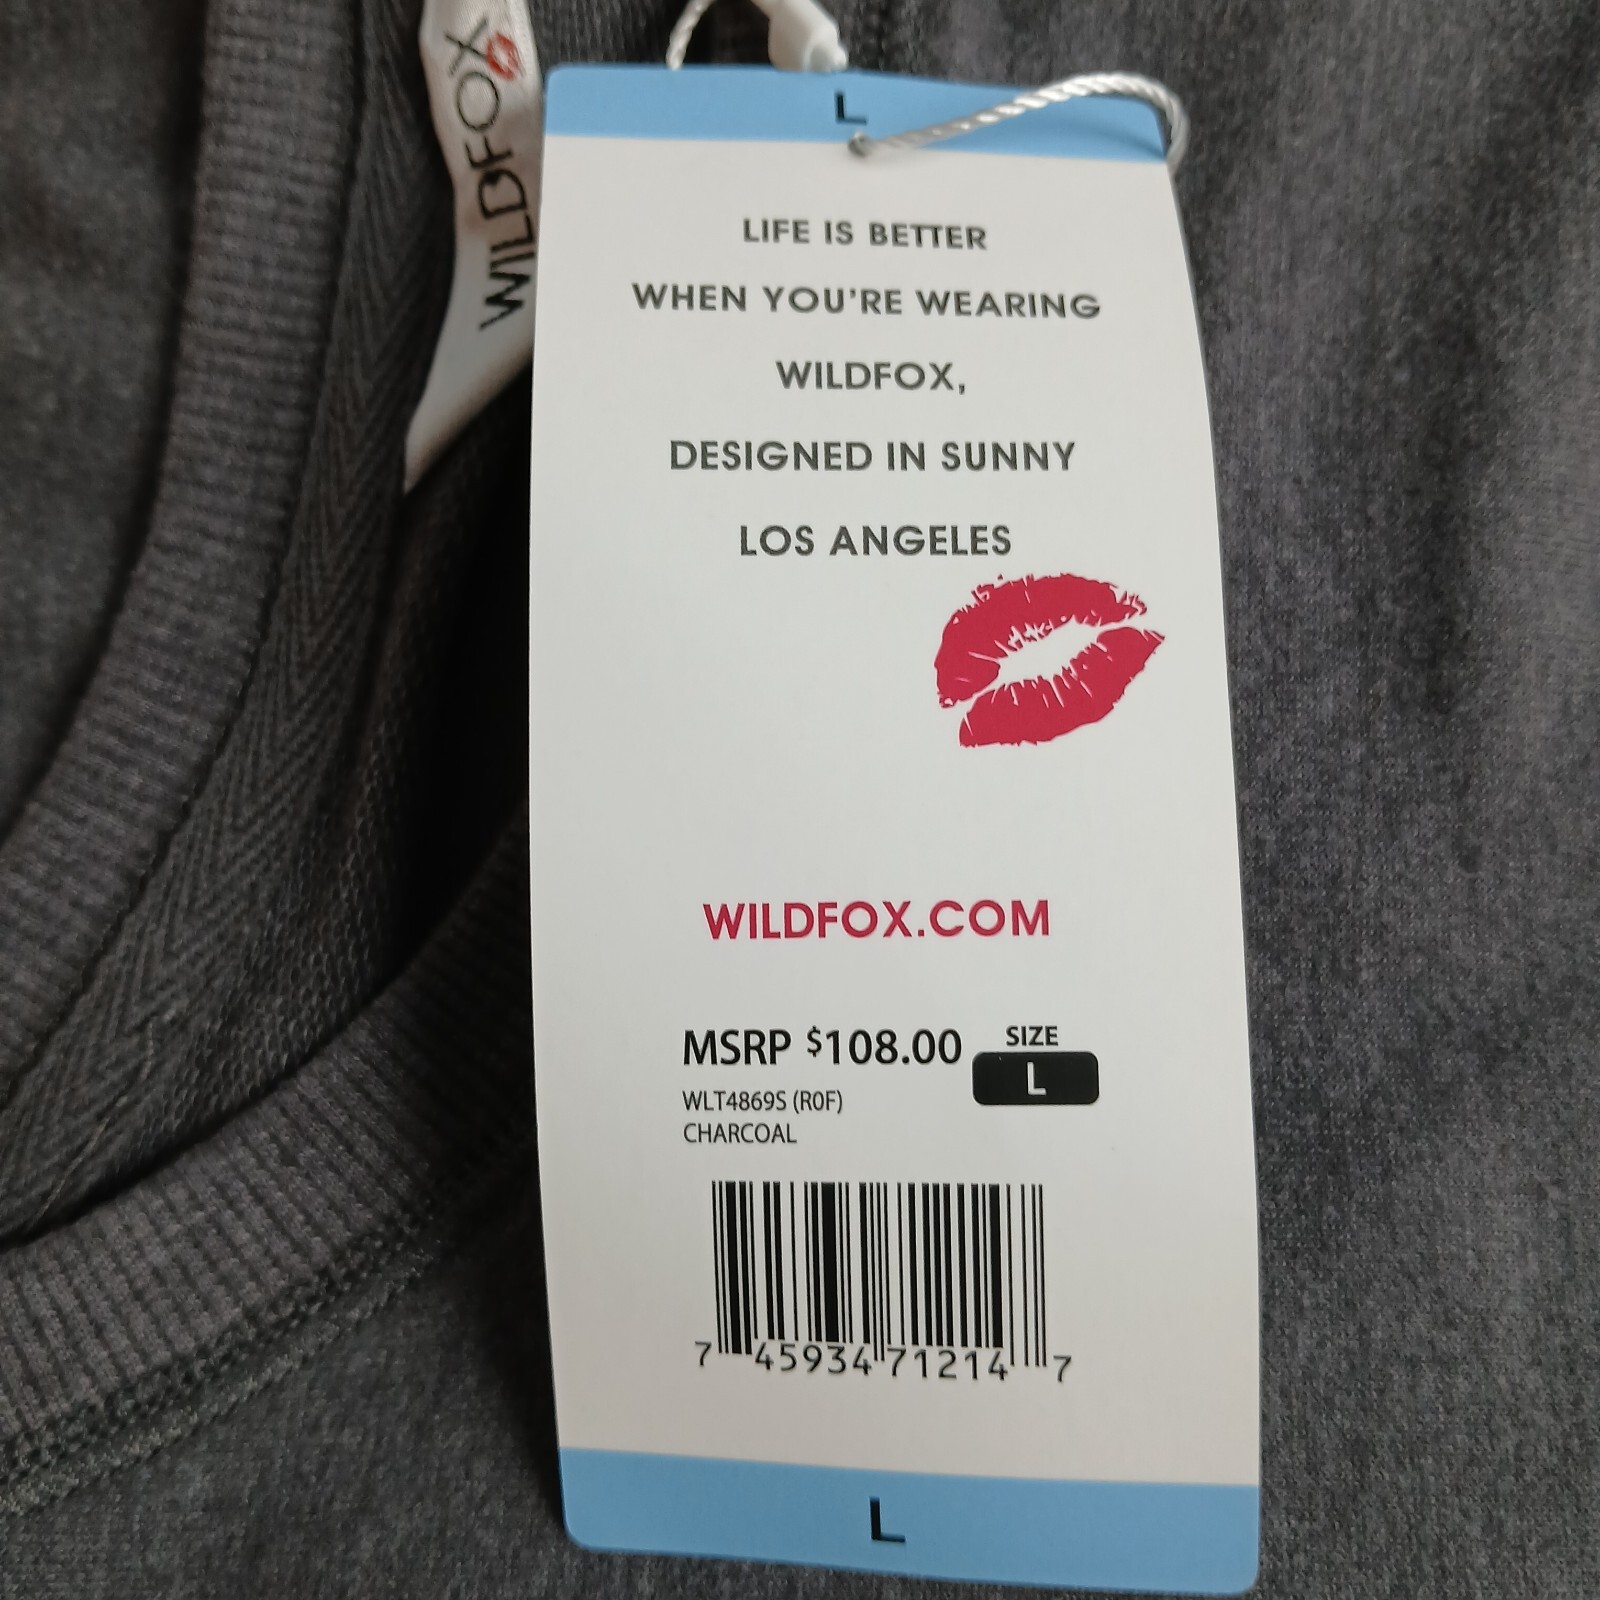 WILDFOX
L
LIFE IS BETTER
WHEN YOU'RE WEARING
WILDFOX,
DESIGNED IN SUNNY
LOS ANGELES
WILDFOX.COM
MSRP $108.00
SIZE
L
WLT4869S (R0F)
CHARCOAL
7 45934 71214 7
L